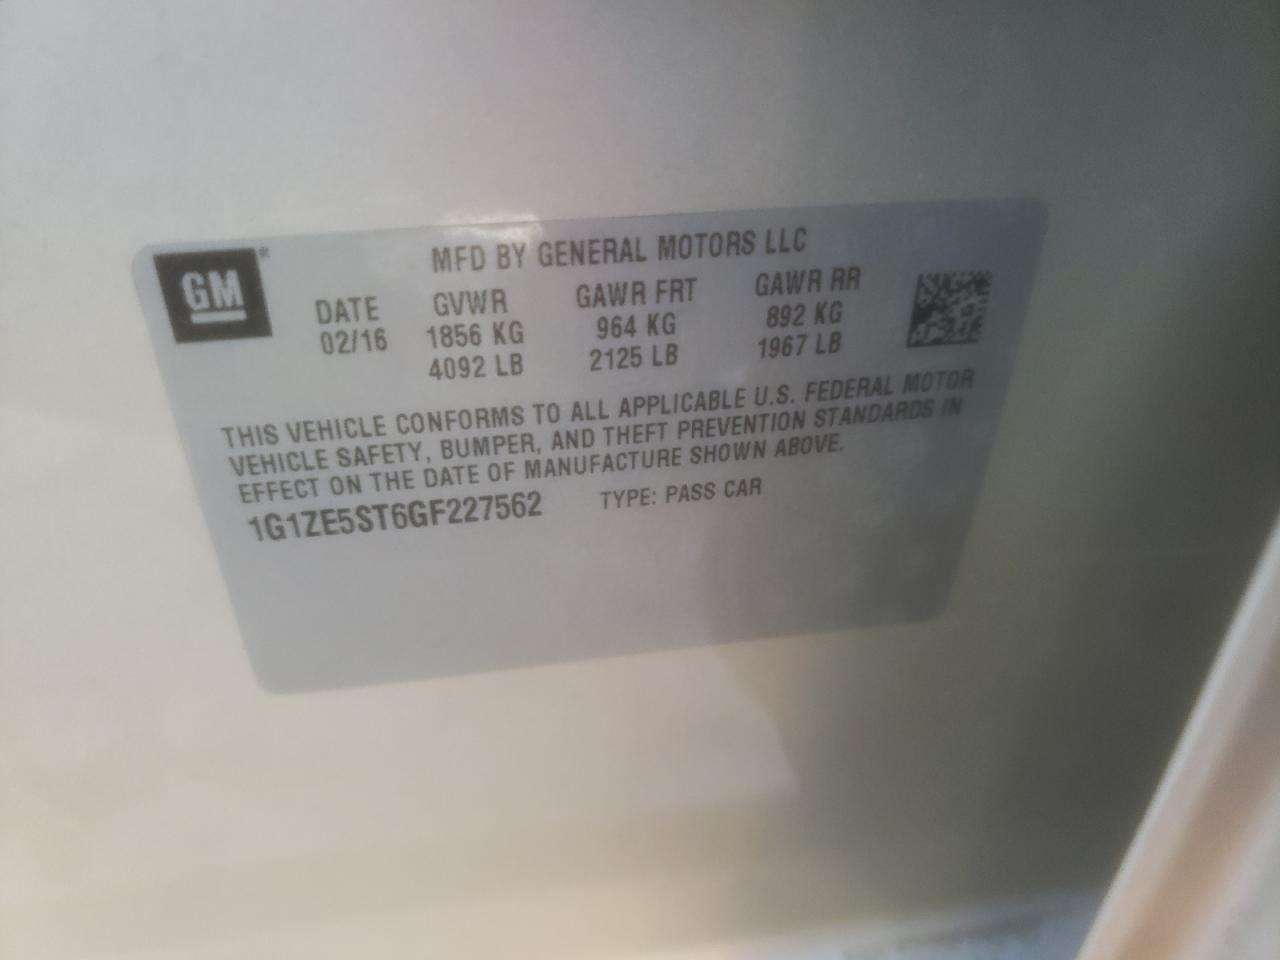 GM®
MFD BY GENERAL MOTORS LLC
DATE GVWR GAWR FRT GAWR RR
02/16 1856 KG 964 KG 892 KG
4092 LB 2125 LB 1967 LB
THIS VEHICLE CONFORMS TO ALL APPLICABLE U.S. FEDERAL MOTOR
VEHICLE SAFETY, BUMPER, AND THEFT PREVENTION STANDARDS IN
EFFECT ON THE DATE OF MANUFACTURE SHOWN ABOVE.
1G1ZE5ST6GF227562 TYPE: PASS CAR